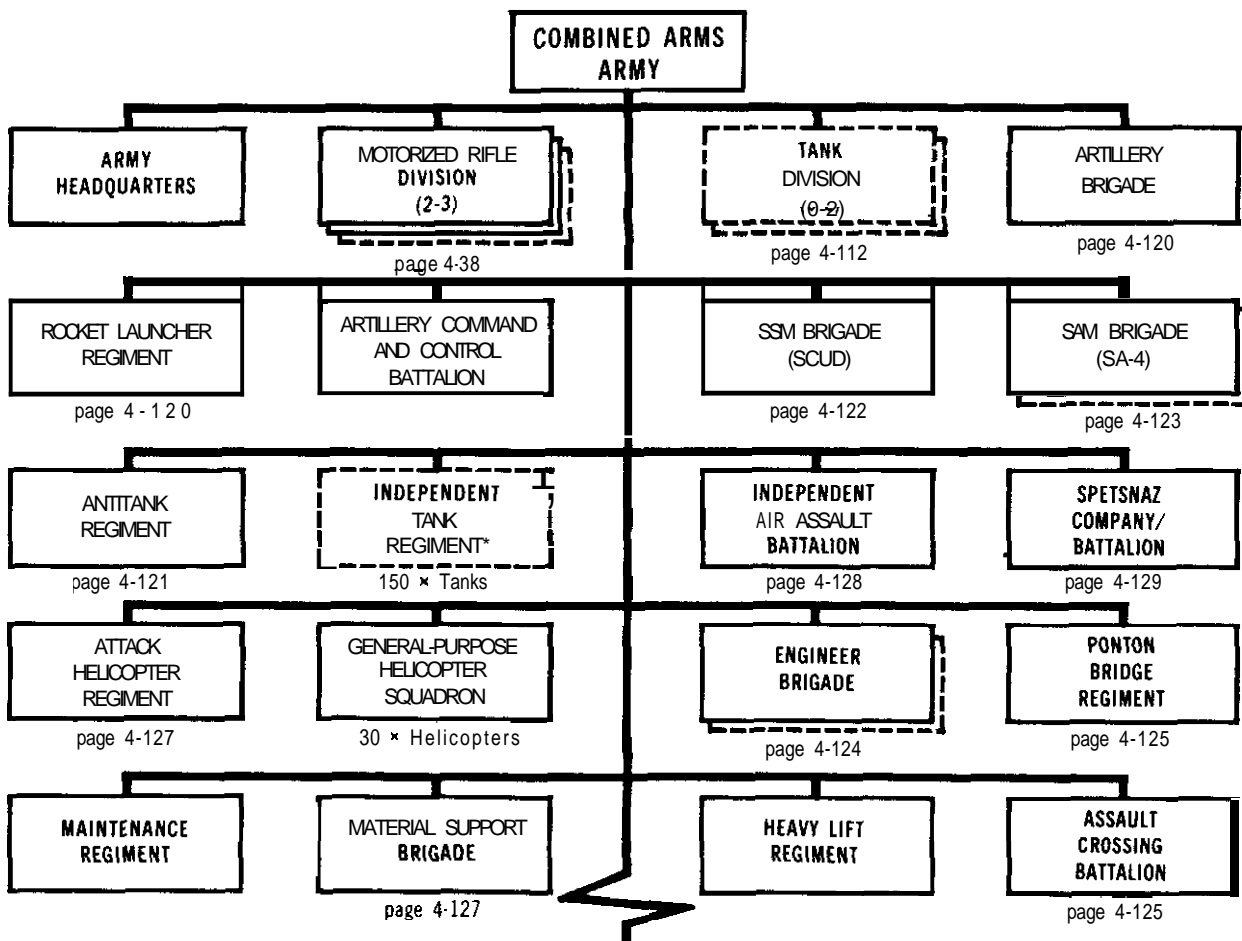 COMBINED ARMS
ARMY
ARMY
HEADQUARTERS
MOTORIZED RIFLE
DIVISION
(2-3)
page 4-38
TANK
DIVISION
(0-2)
page 4-112
ARTILLERY
BRIGADE
page 4-120
ROCKET LAUNCHER
REGIMENT
page 4-120
ARTILLERY COMMAND
AND CONTROL
BATTALION
SSM BRIGADE
(SCUD)
page 4-122
SAM BRIGADE
(SA-4)
page 4-123
ANTITANK
REGIMENT
page 4-121
INDEPENDENT
TANK
REGIMENT*
150 × Tanks
INDEPENDENT
AIR ASSAULT
BATTALION
page 4-128
SPETSNAZ
COMPANY/
BATTALION
page 4-129
ATTACK
HELICOPTER
REGIMENT
page 4-127
GENERAL-PURPOSE
HELICOPTER
SQUADRON
30 × Helicopters
ENGINEER
BRIGADE
page 4-124
PONTON
BRIDGE
REGIMENT
page 4-125
MAINTENANCE
REGIMENT
MATERIAL SUPPORT
BRIGADE
page 4-127
HEAVY LIFT
REGIMENT
ASSAULT
CROSSING
BATTALION
page 4-125